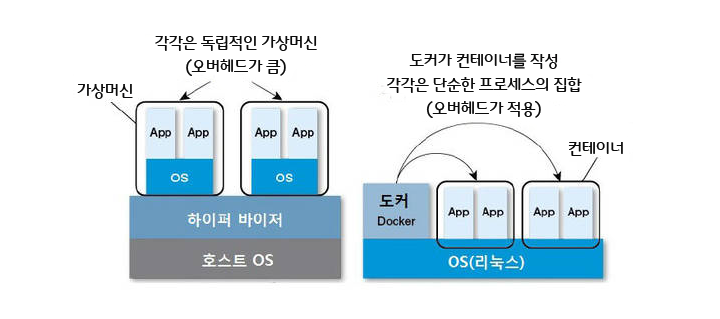 각각은 독립적인 가상머신
(오버헤드가 큼)
가상머신
App App
OS
App App
OS
하이퍼 바이저
호스트 OS
도커가 컨테이너를 작성
각각은 단순한 프로세스의 집합
(오버헤드가 적용)
컨테이너
도커
Docker
App App
App App
OS(리눅스)